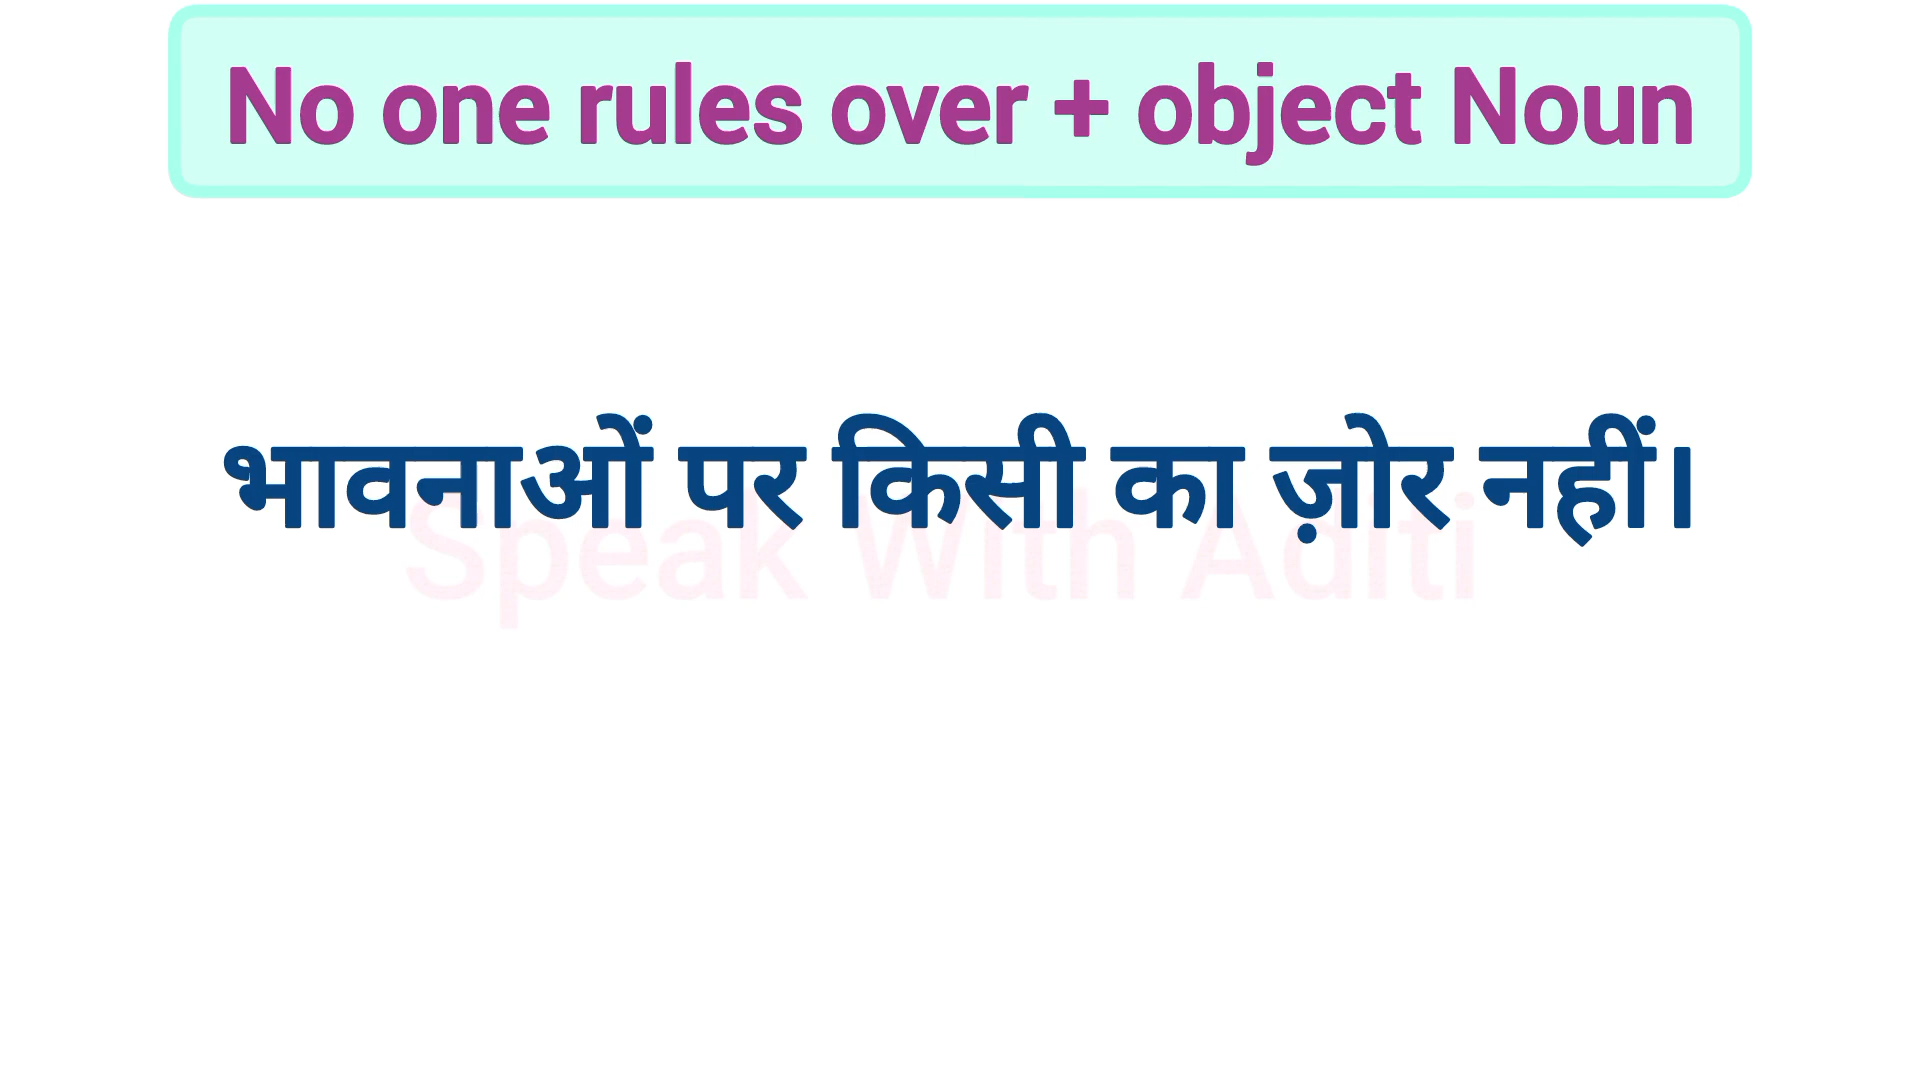 No one rules over + object Noun
भावनाओं पर किसी का ज़ोर नहीं।
Speak With Aditi